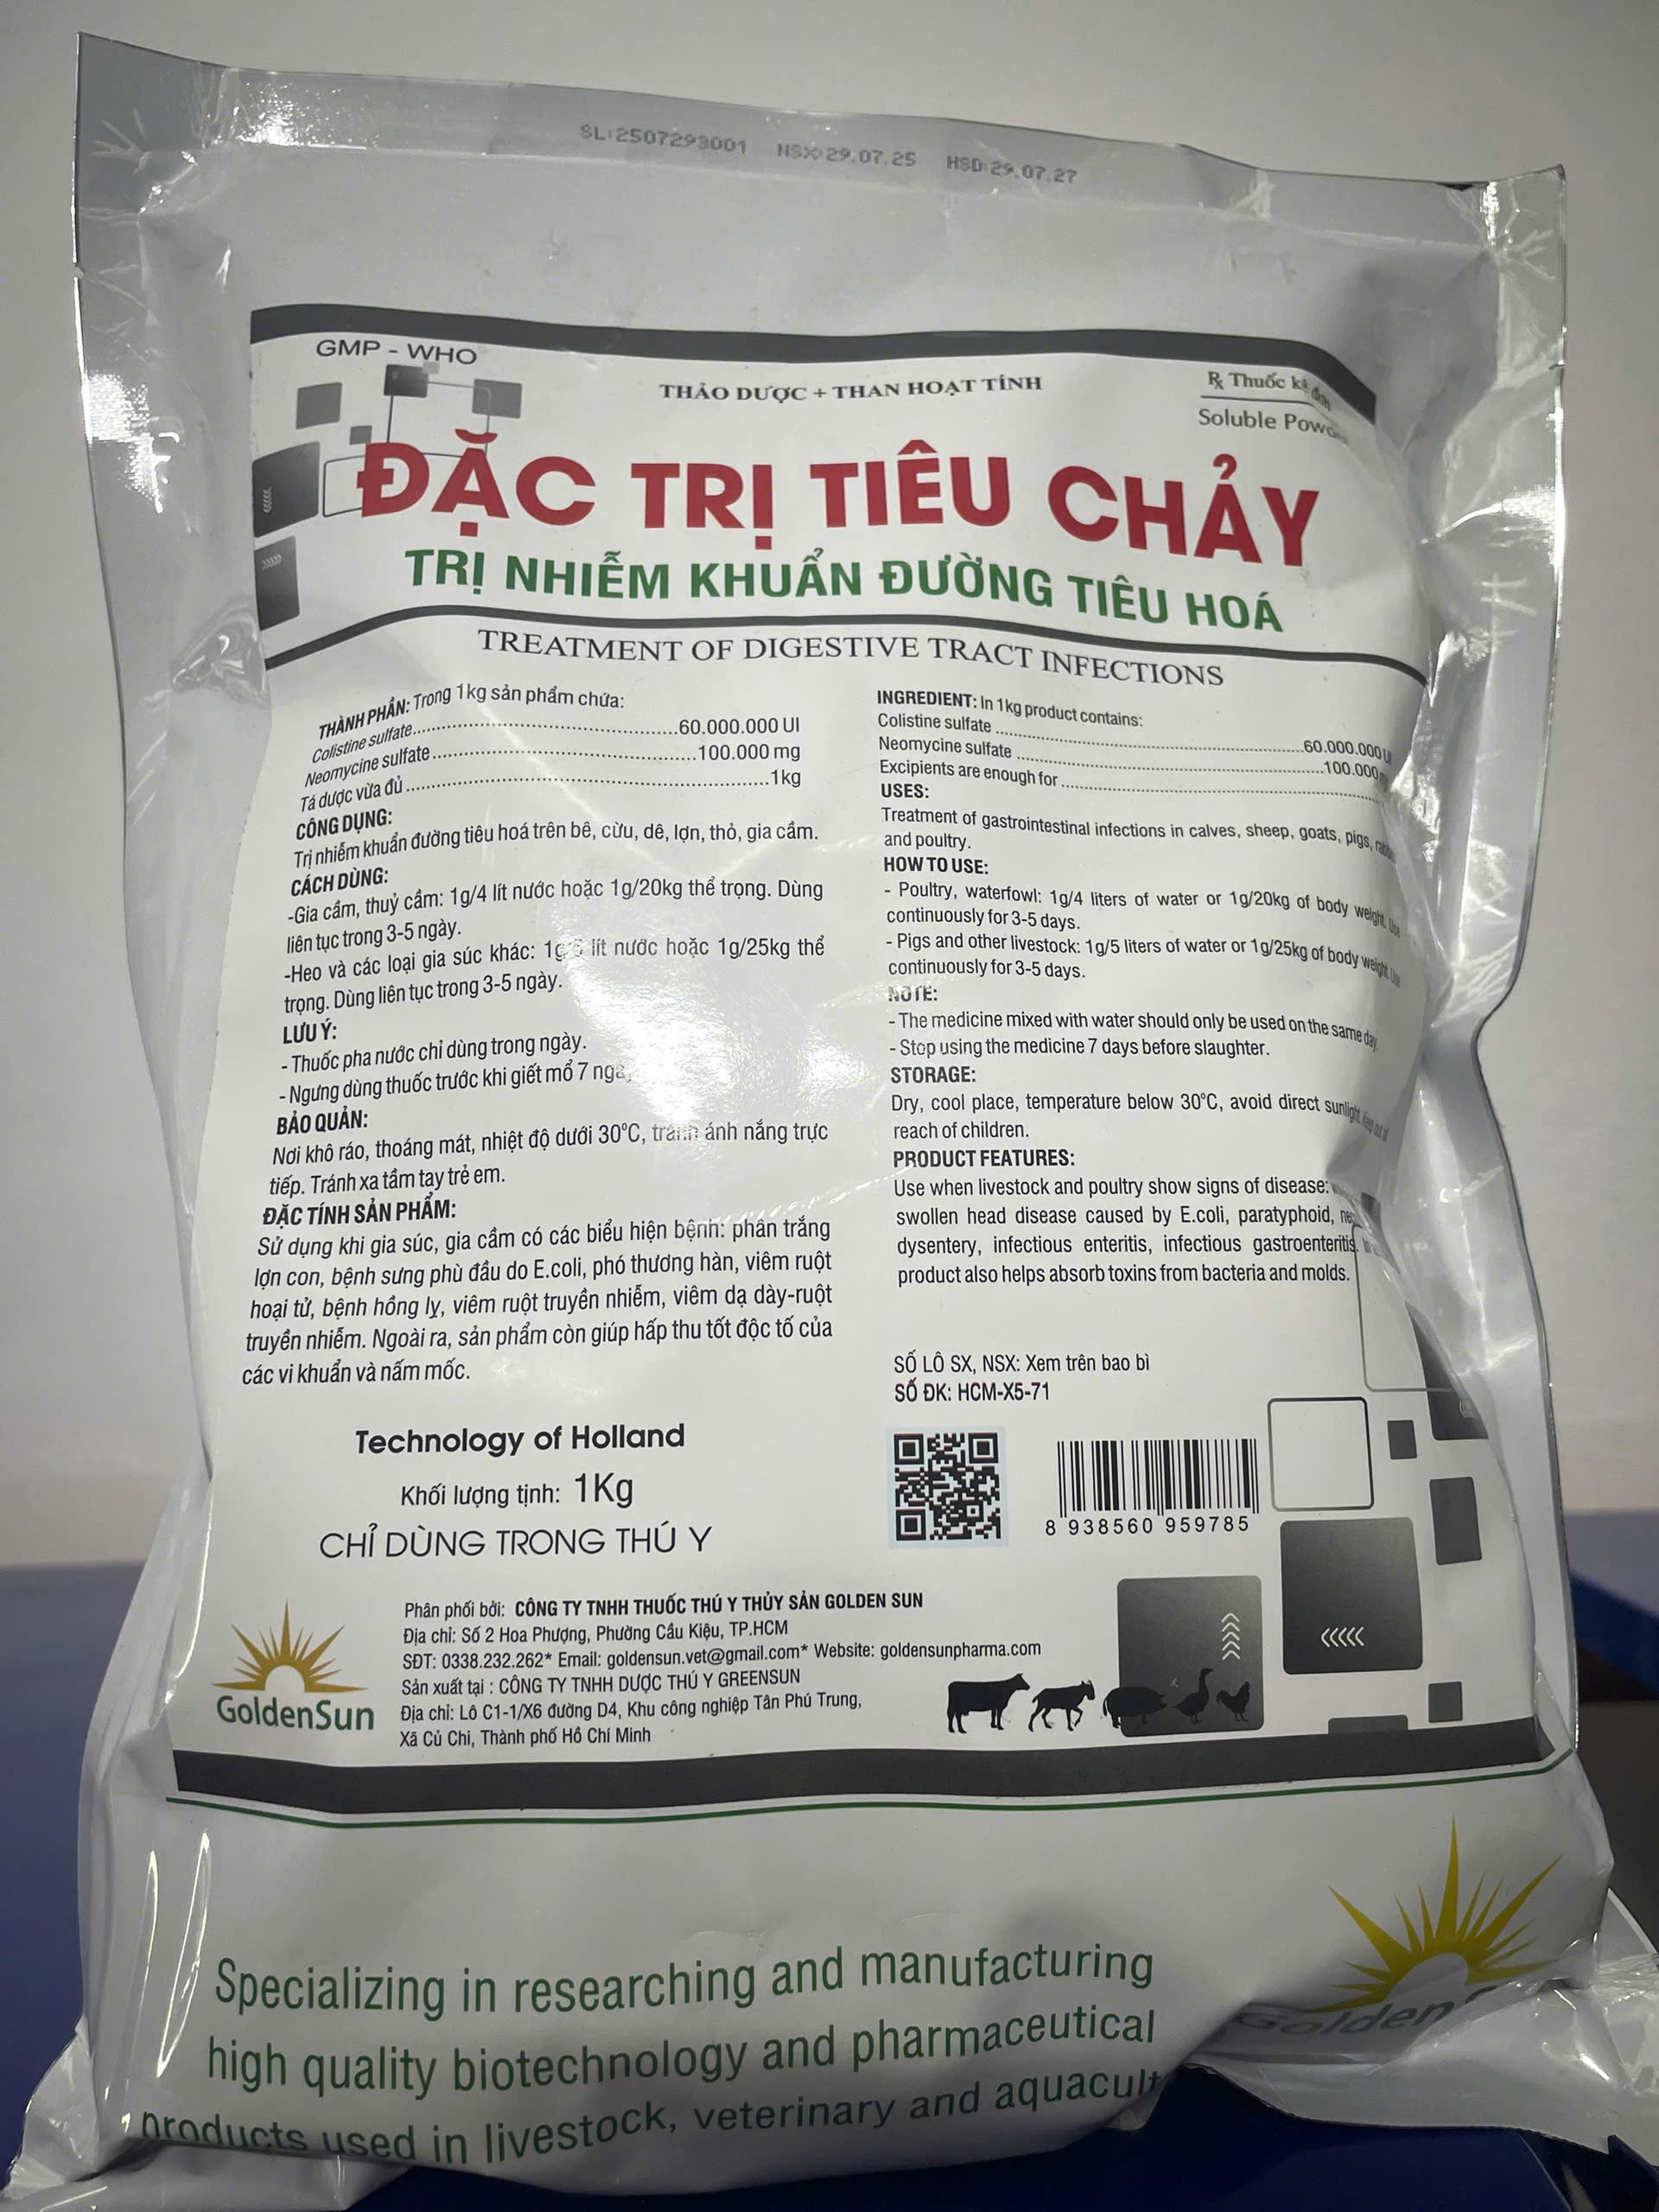 SL:2507293001 NSX:29.07.25 HSD:29.07.27
GMP - WHO
THẢO DƯỢC + THAN HOẠT TÍNH
Rx Thuốc kê đơn
Soluble
ĐẶC TRỊ TIÊU CHẢY
TRỊ NHIỄM KHUẨN ĐƯỜNG TIÊU HOÁ
TREATMENT OF DIGESTIVE TRACT INFECTIONS
THÀNH PHẦN: Trong 1kg sản phẩm chứa:
Colistine sulfate..............................60.000.000 UI
Neomycine sulfate..............................100.000 mg
Tá dược vừa đủ..............................1kg
CÔNG DỤNG:
Trị nhiễm khuẩn đường tiêu hoá trên bê, cừu, dê, lợn, thỏ, gia cầm.
CÁCH DÙNG:
-Gia cầm, thuỷ cầm: 1g/4 lít nước hoặc 1g/20kg thể trọng. Dùng
liên tục trong 3-5 ngày.
-Heo và các loại gia súc khác: 1g/5 lít nước hoặc 1g/25kg thể
trọng. Dùng liên tục trong 3-5 ngày.
LƯU Ý:
- Thuốc pha nước chỉ dùng trong ngày.
- Ngưng dùng thuốc trước khi giết mổ 7 ngày
BẢO QUẢN:
Nơi khô ráo, thoáng mát, nhiệt độ dưới 30°C, tránh ánh nắng trực
tiếp. Tránh xa tầm tay trẻ em.
ĐẶC TÍNH SẢN PHẨM:
Sử dụng khi gia súc, gia cầm có các biểu hiện bệnh: phân trắng
lợn con, bệnh sưng phù đầu do E.coli, phó thương hàn, viêm ruột
hoại tử, bệnh hồng lỵ, viêm ruột truyền nhiễm, viêm dạ dày-ruột
truyền nhiễm. Ngoài ra, sản phẩm còn giúp hấp thu tốt độc tố của
các vi khuẩn và nấm mốc.
Technology of Holland
Khối lượng tịnh: 1Kg
CHỈ DÙNG TRONG THÚ Y
INGREDIENT: In 1kg product contains:
Colistine sulfate..............................60.000.000 UI
Neomycine sulfate..............................100.000
Excipients are enough for..............................
USES:
Treatment of gastrointestinal infections in calves, sheep, goats, pigs,
and poultry.
HOW TO USE:
- Poultry, waterfowl: 1g/4 liters of water or 1g/20kg of body weight. Use
continuously for 3-5 days.
- Pigs and other livestock: 1g/5 liters of water or 1g/25kg of body weight. Use
continuously for 3-5 days.
NOTE:
- The medicine mixed with water should only be used on the same day.
- Stop using the medicine 7 days before slaughter.
STORAGE:
Dry, cool place, temperature below 30°C, avoid direct sunlight. Keep out of
reach of children.
PRODUCT FEATURES:
Use when livestock and poultry show signs of disease:
swollen head disease caused by E.coli, paratyphoid,
dysentery, infectious enteritis, infectious gastroenteritis.
product also helps absorb toxins from bacteria and molds.
SỐ LÔ SX, NSX: Xem trên bao bì
SỐ ĐK: HCM-X5-71
8 938560 959785
GoldenSun
Phân phối bởi: CÔNG TY TNHH THUỐC THÚ Y THỦY SẢN GOLDEN SUN
Địa chỉ: Số 2 Hoa Phượng, Phường Cầu Kiệu, TP.HCM
SĐT: 0338.232.262* Email: goldensun.vet@gmail.com* Website: goldensunpharma.com
Sản xuất tại : CÔNG TY TNHH DƯỢC THÚ Y GREENSUN
Địa chỉ: Lô C1-1/X6 đường D4, Khu công nghiệp Tân Phú Trung,
Xã Củ Chi, Thành phố Hồ Chí Minh
Specializing in researching and manufacturing
high quality biotechnology and pharmaceutical
products used in livestock, veterinary and
Golden